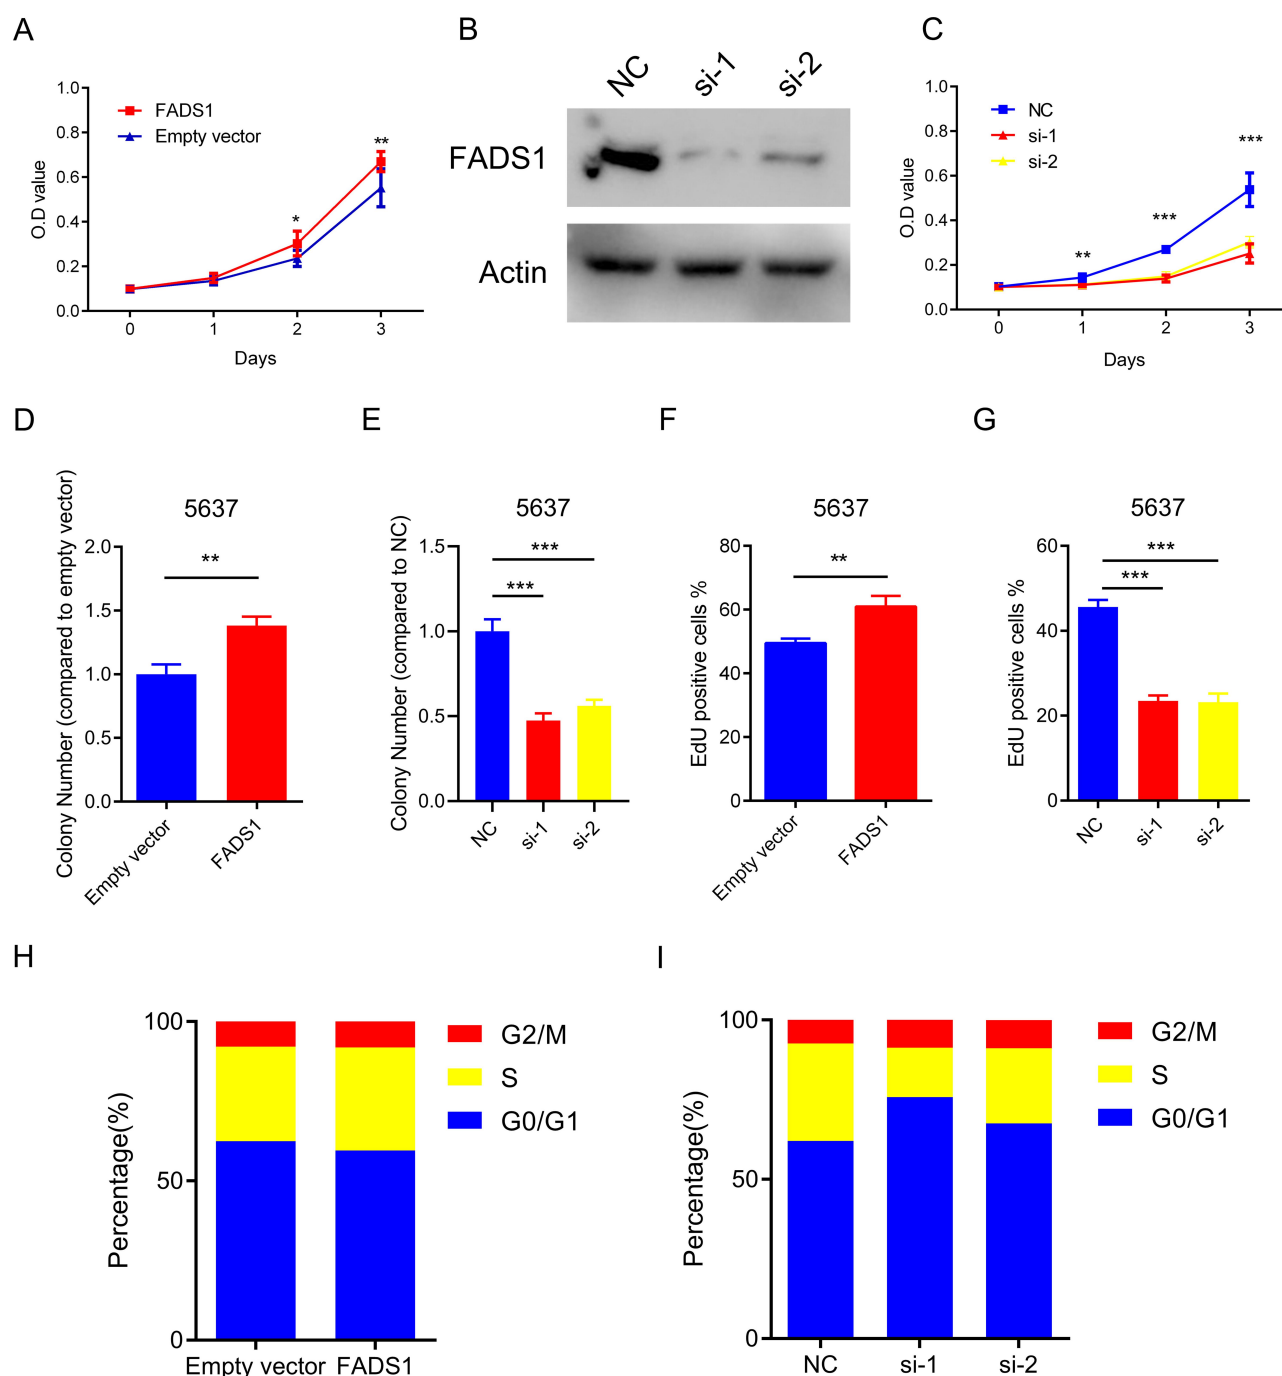 A
1.0
0.8
0.6
0.4
0.2
0.0
O.D value
FADS1
Empty vector
*
**
0 1 2 3
Days
B
NC si-1 si-2
FADS1
Actin
C
1.0
0.8
0.6
0.4
0.2
0.0
O.D value
NC
si-1
si-2
**
***
***
0 1 2 3
Days
D
5637
Colony Number (compared to empty vector)
2.0
1.5
1.0
0.5
0.0
**
Empty vector FADS1
E
5637
Colony Number (compared to NC)
1.5
1.0
0.5
0.0
***
***
NC si-1 si-2
F
5637
EdU positive cells %
80
60
40
20
0
**
Empty vector FADS1
G
5637
EdU positive cells %
60
40
20
0
***
***
NC si-1 si-2
H
Percentage(%)
100
50
0
G2/M
S
G0/G1
Empty vector FADS1
I
Percentage(%)
100
50
0
G2/M
S
G0/G1
NC si-1 si-2